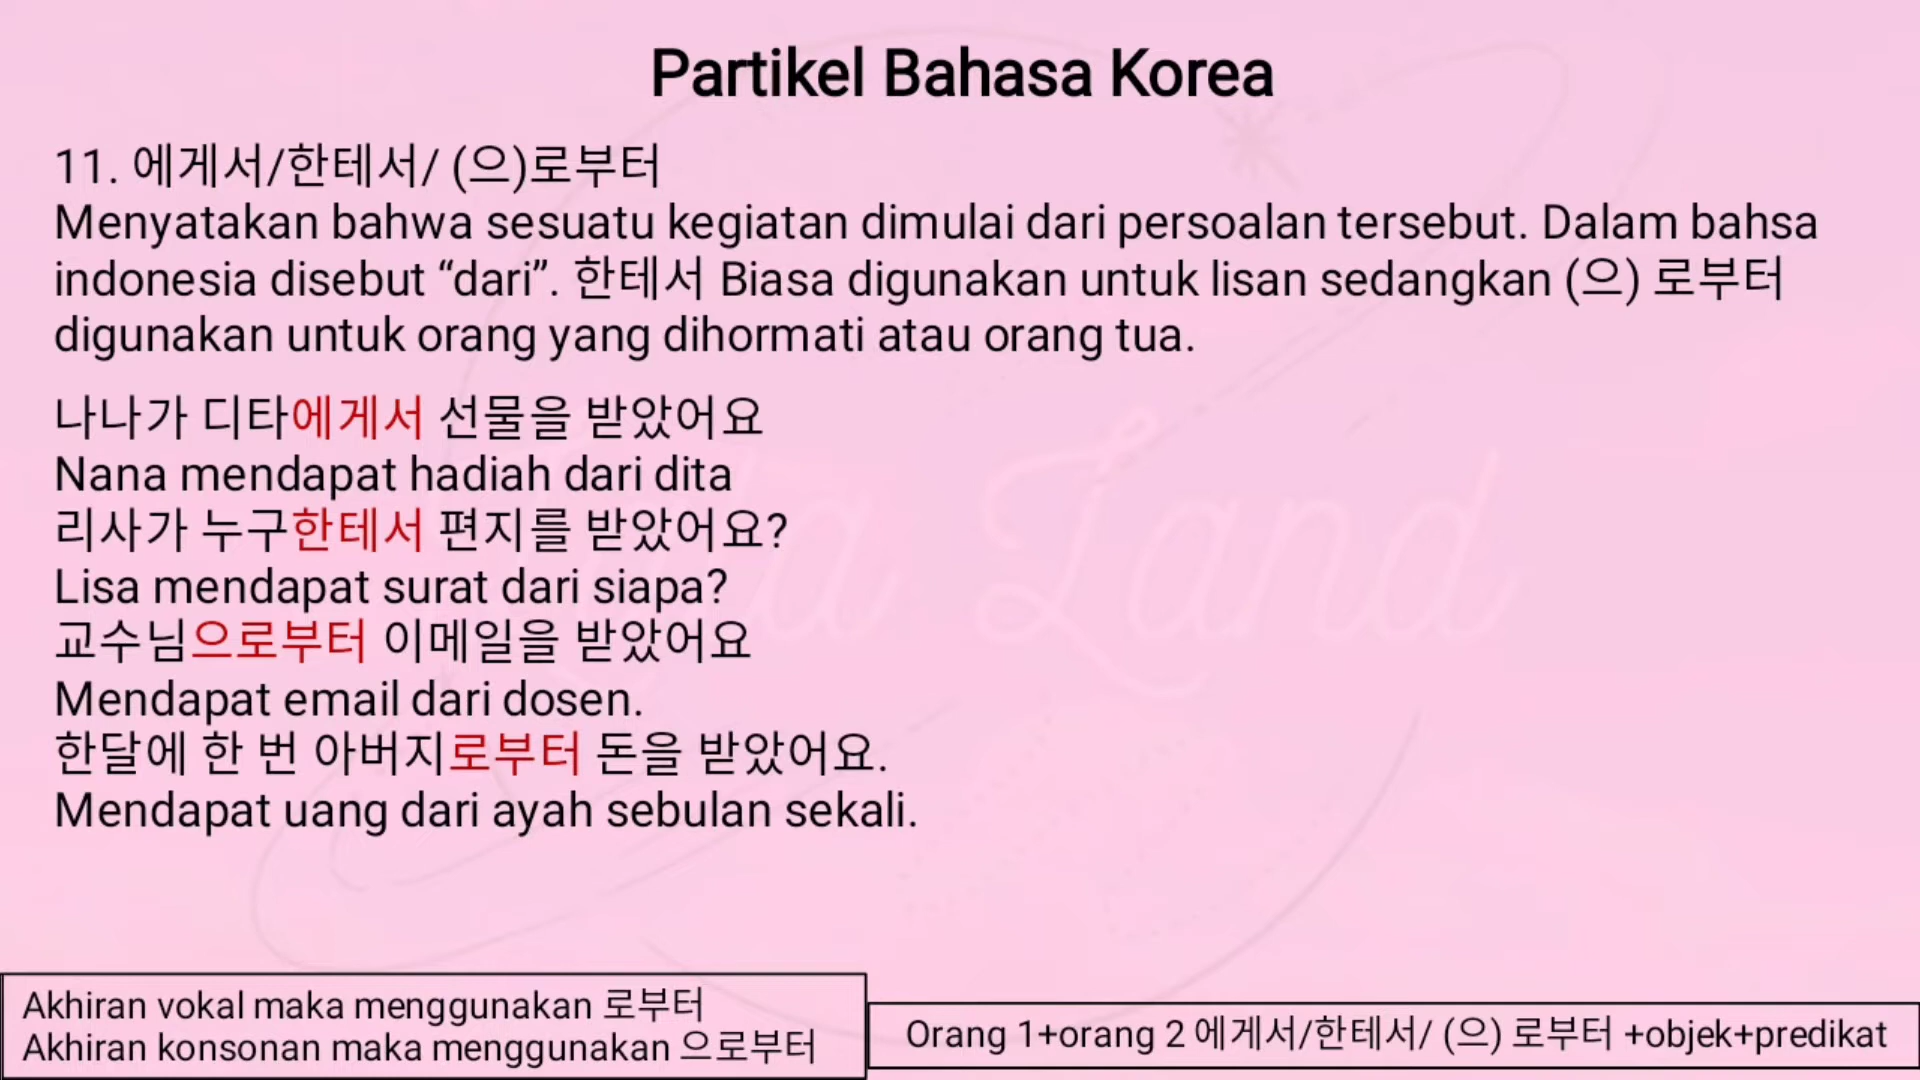 Partikel Bahasa Korea
11. 에게서/한테서/ (으)로부터
Menyatakan bahwa sesuatu kegiatan dimulai dari persoalan tersebut. Dalam bahsa
indonesia disebut “dari”. 한테서 Biasa digunakan untuk lisan sedangkan (으) 로부터
digunakan untuk orang yang dihormati atau orang tua.
나나가 디타에게서 선물을 받았어요
Nana mendapat hadiah dari dita
리사가 누구한테서 편지를 받았어요?
Lisa mendapat surat dari siapa?
교수님으로부터 이메일을 받았어요
Mendapat email dari dosen.
한달에 한 번 아버지로부터 돈을 받았어요.
Mendapat uang dari ayah sebulan sekali.
Akhiran vokal maka menggunakan 로부터
Akhiran konsonan maka menggunakan 으로부터
Orang 1+orang 2 에게서/한테서/ (으) 로부터 +objek+predikat
Land